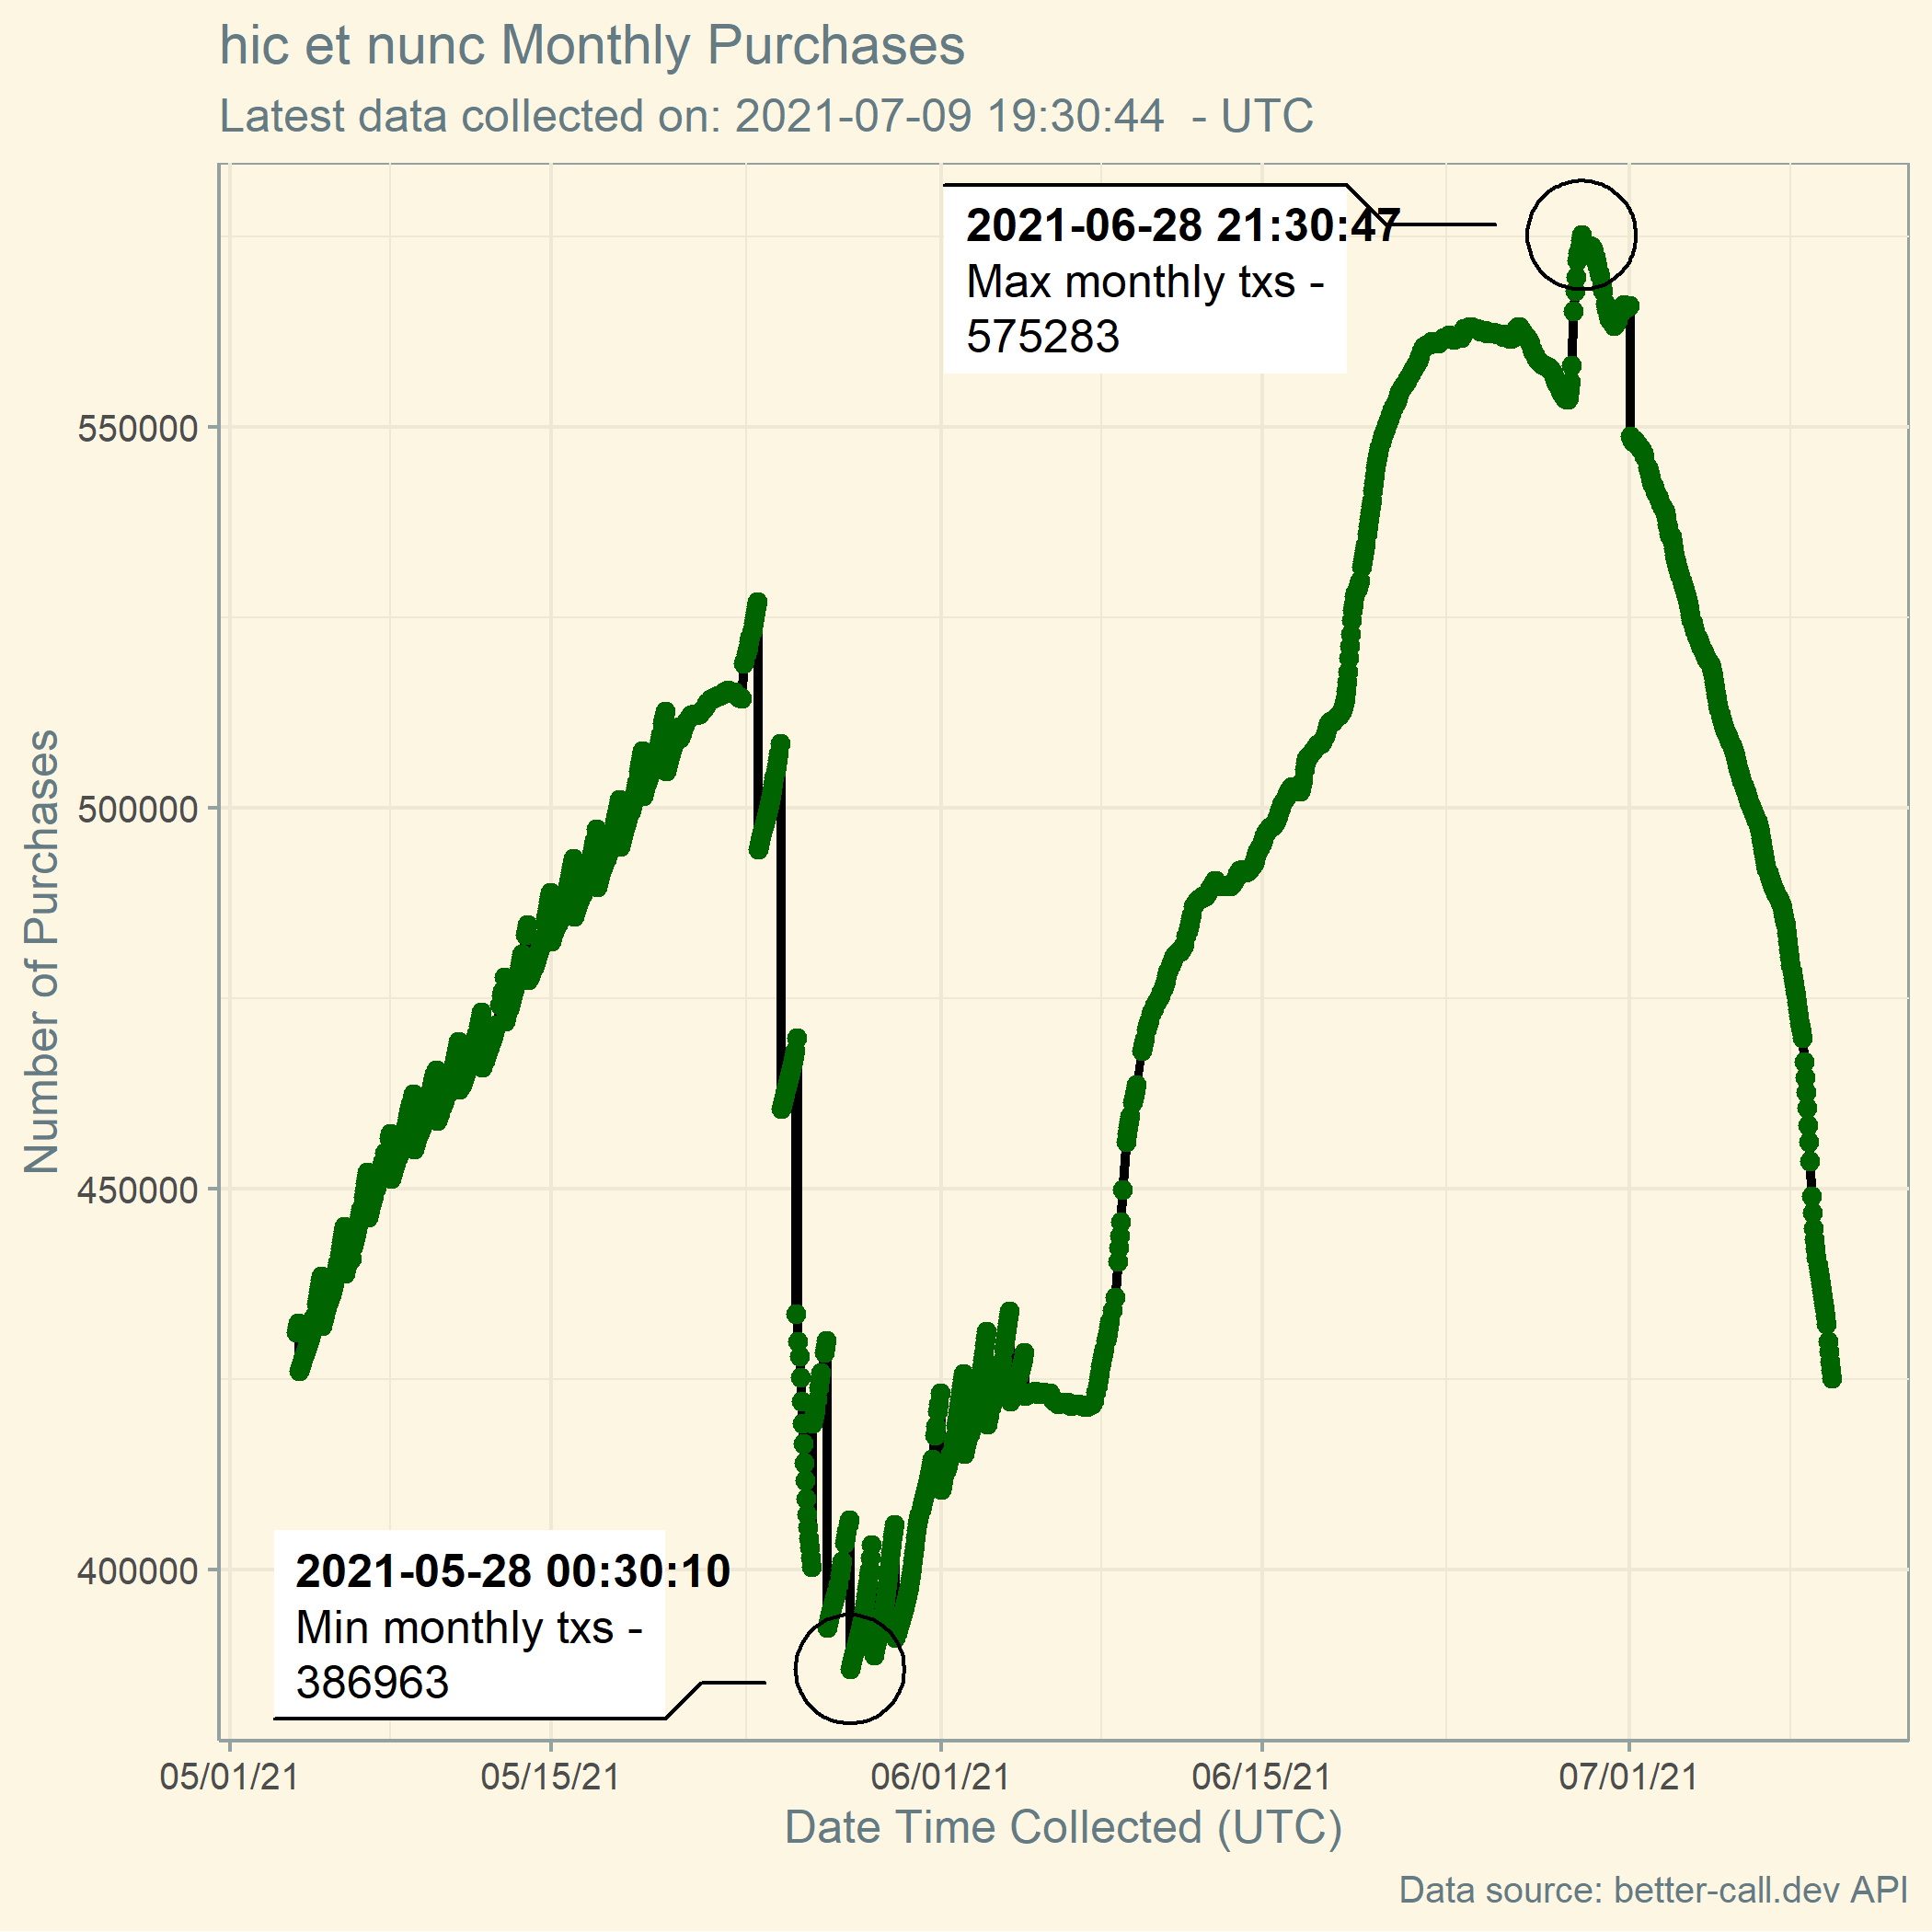 hic et nunc Monthly Purchases
Latest data collected on: 2021-07-09 19:30:44  - UTC
2021-06-28 21:30:47
Max monthly txs -
575283
550000
500000
450000
400000
Number of Purchases
2021-05-28 00:30:10
Min monthly txs -
386963
05/01/21 05/15/21 06/01/21 06/15/21 07/01/21
Date Time Collected (UTC)
Data source: better-call.dev API